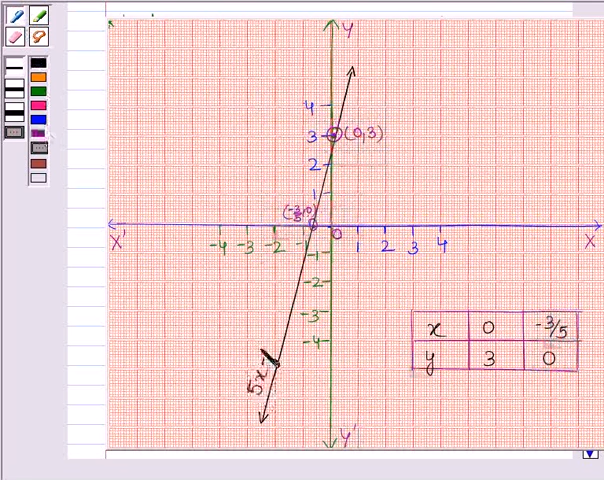 Y
4
3 (0,3)
2
1
(-3/5,0)
X' 0 X
-4 -3 -2 -1 1 2 3 4
-1
-2
-3
-4
x 0 -3/5
y 3 0
5x-
Y'